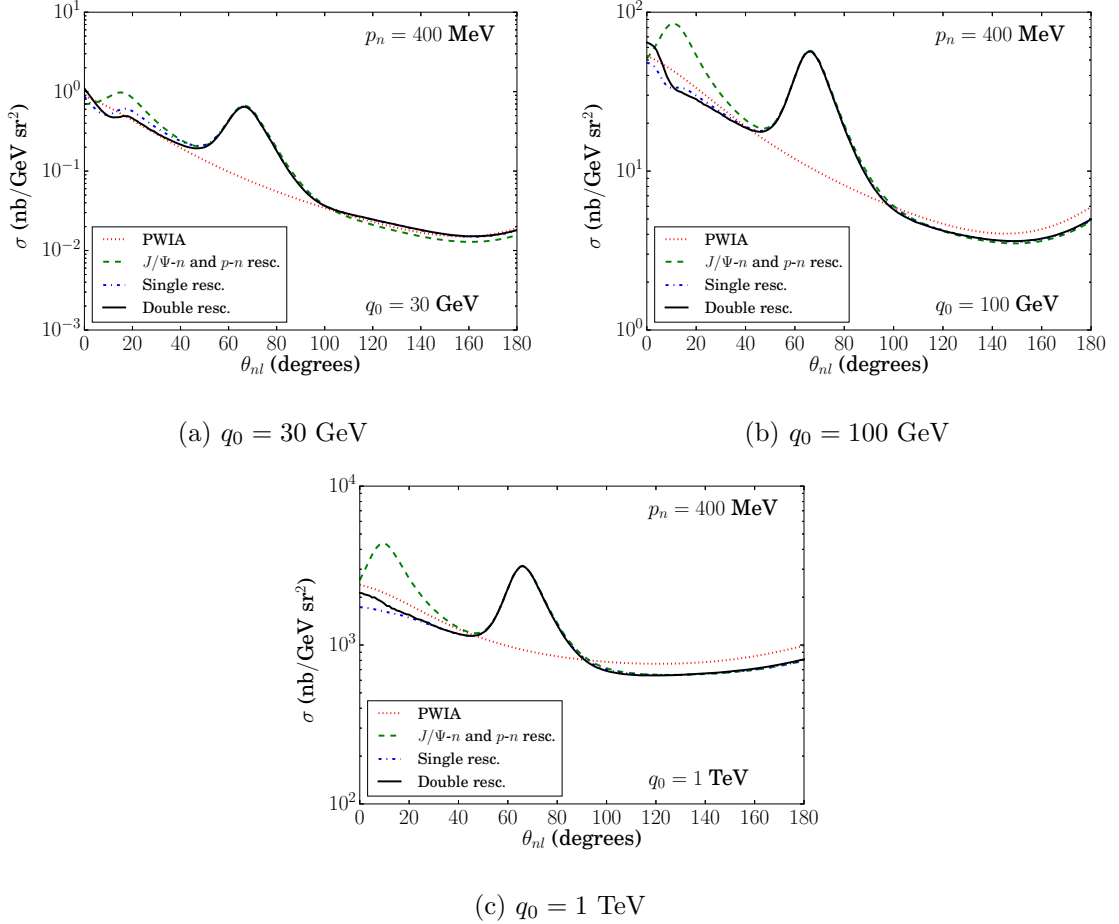 10^1
10^0
10^{-1}
10^{-2}
10^{-3}
σ (nb/GeV sr^2)
p_n = 400 MeV
PWIA
J/Ψ-n and p-n resc.
Single resc.
Double resc.
q_0 = 30 GeV
0 20 40 60 80 100 120 140 160 180
θ_{nl} (degrees)
(a) q_0 = 30 GeV
10^2
10^1
10^0
σ (nb/GeV sr^2)
p_n = 400 MeV
PWIA
J/Ψ-n and p-n resc.
Single resc.
Double resc.
q_0 = 100 GeV
0 20 40 60 80 100 120 140 160 180
θ_{nl} (degrees)
(b) q_0 = 100 GeV
10^4
10^3
10^2
σ (nb/GeV sr^2)
p_n = 400 MeV
PWIA
J/Ψ-n and p-n resc.
Single resc.
Double resc.
q_0 = 1 TeV
0 20 40 60 80 100 120 140 160 180
θ_{nl} (degrees)
(c) q_0 = 1 TeV